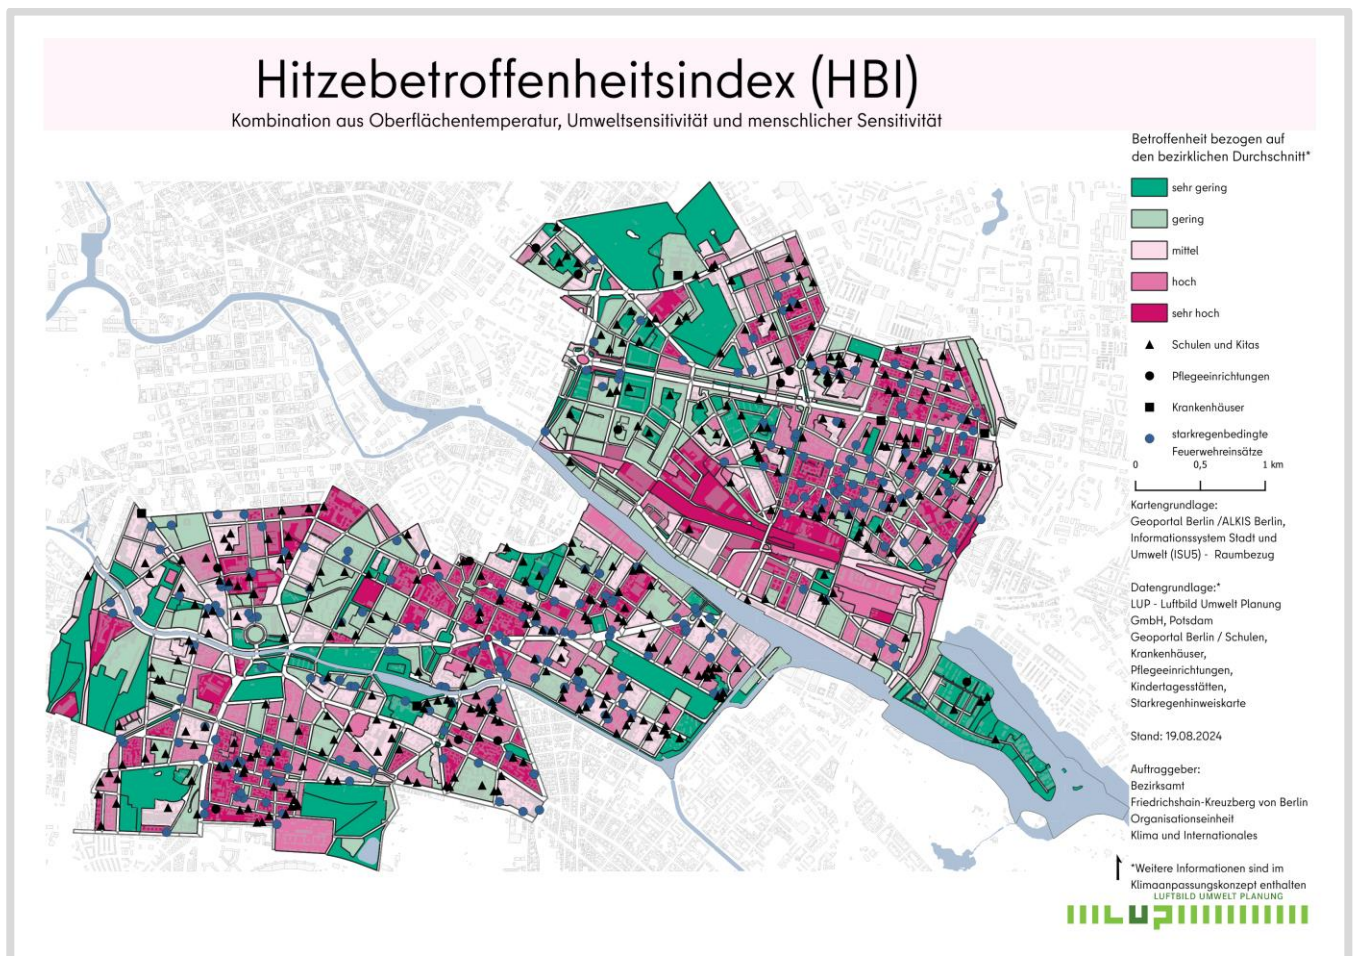 Hitzebetroffenheitsindex (HBI)
Kombination aus Oberflächentemperatur, Umweltsensitivität und menschlicher Sensitivität
Betroffenheit bezogen auf
den bezirklichen Durchschnitt*
sehr gering
gering
mittel
hoch
sehr hoch
Schulen und Kitas
Pflegeeinrichtungen
Krankenhäuser
starkregenbedingte
Feuerwehreinsätze
0 0,5 1 km
Kartengrundlage:
Geoportal Berlin /ALKIS Berlin,
Informationssystem Stadt und
Umwelt (ISU5) - Raumbezug
Datengrundlage:*
LUP - Luftbild Umwelt Planung
GmbH, Potsdam
Geoportal Berlin / Schulen,
Krankenhäuser,
Pflegeeinrichtungen,
Kindertagesstätten,
Starkregenhinweiskarte
Stand: 19.08.2024
Auftraggeber:
Bezirksamt
Friedrichshain-Kreuzberg von Berlin
Organisationseinheit
Klima und Internationales
*Weitere Informationen sind im
Klimaanpassungskonzept enthalten
LUFTBILD UMWELT PLANUNG
LUP